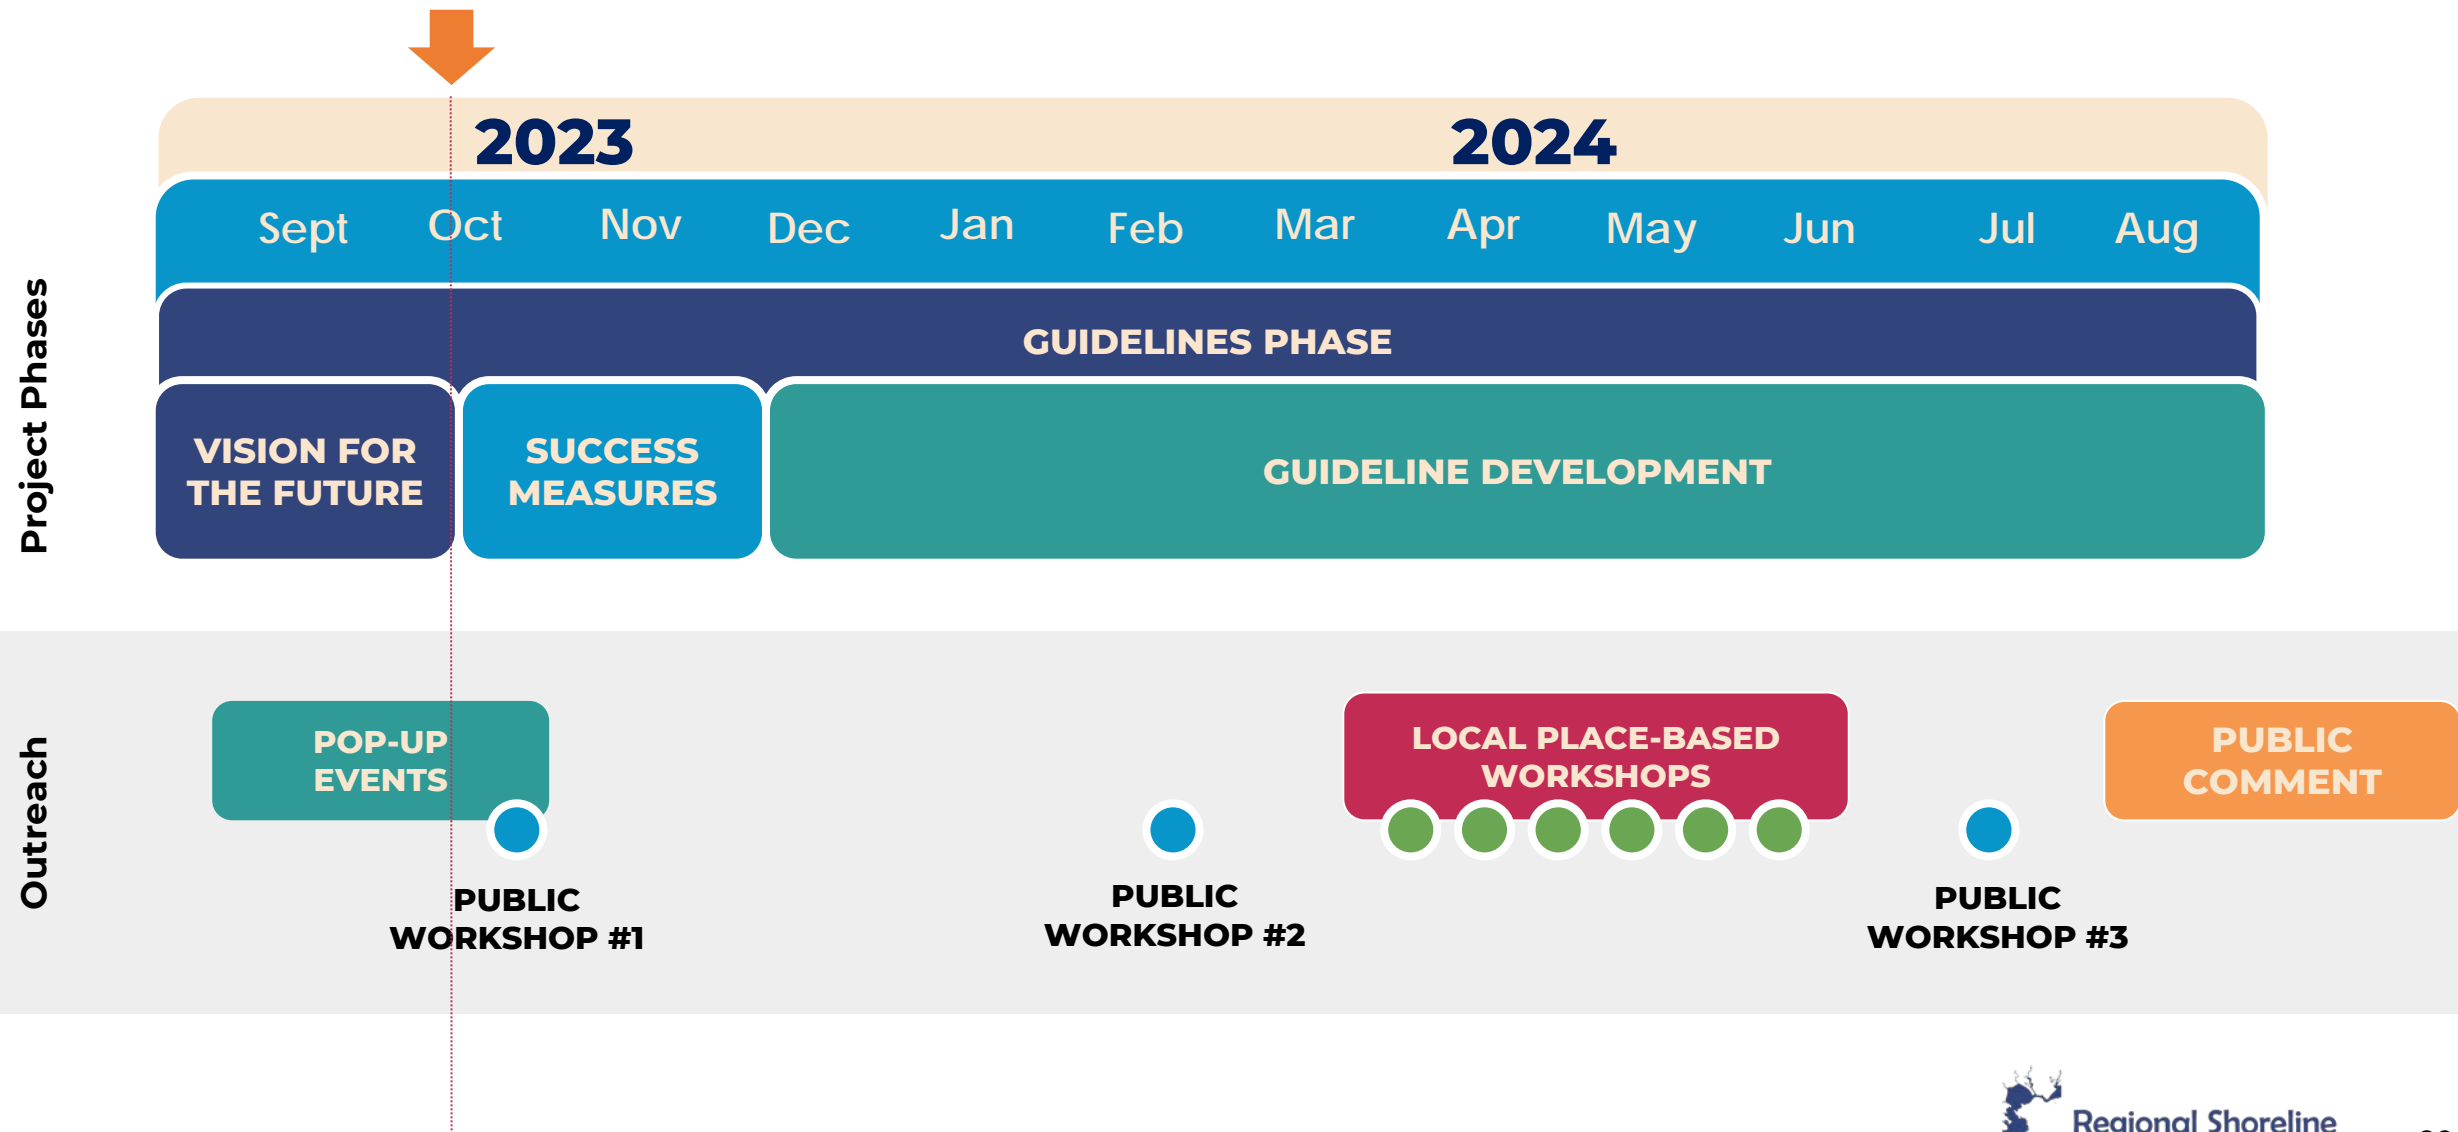 2023 2024
Sept Oct Nov Dec Jan Feb Mar Apr May Jun Jul Aug
Project Phases
GUIDELINES PHASE
VISION FOR
THE FUTURE
SUCCESS
MEASURES
GUIDELINE DEVELOPMENT
Outreach
POP-UP
EVENTS
LOCAL PLACE-BASED
WORKSHOPS
PUBLIC
COMMENT
PUBLIC
WORKSHOP #1
PUBLIC
WORKSHOP #2
PUBLIC
WORKSHOP #3
Regional Shoreline